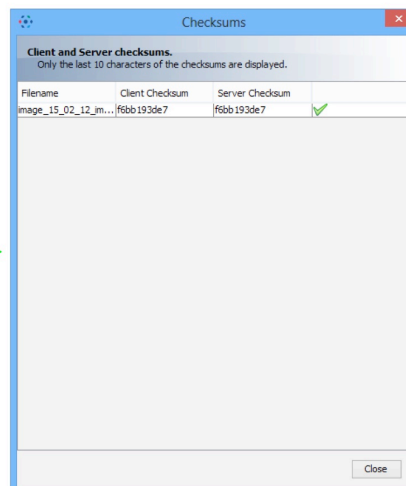 Checksums
Client and Server checksums.
Only the last 10 characters of the checksums are displayed.
Filename Client Checksum Server Checksum
image_15_02_12_im... f6bb193de7 f6bb193de7
Close